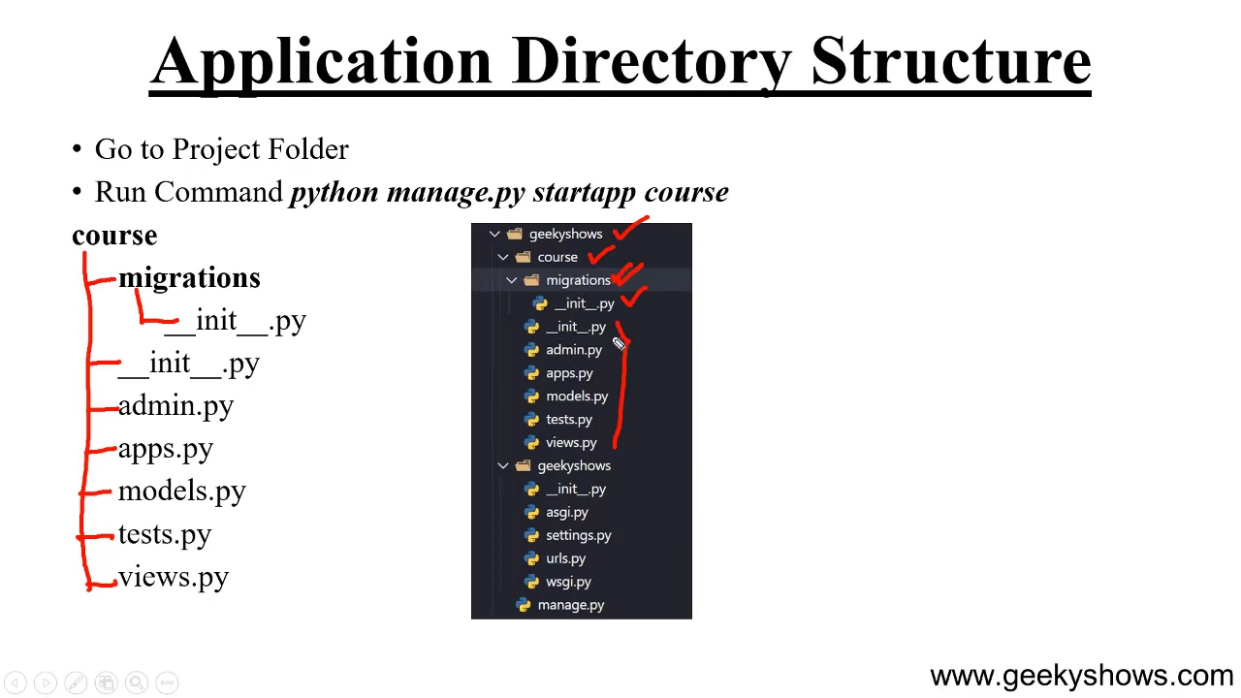 Application Directory Structure
• Go to Project Folder
• Run Command python manage.py startapp course
course
migrations
__init__.py
__init__.py
admin.py
apps.py
models.py
tests.py
views.py
geekyshows
course
migrations
__init__.py
__init__.py
admin.py
apps.py
models.py
tests.py
views.py
geekyshows
__init__.py
asgi.py
settings.py
urls.py
wsgi.py
manage.py
www.geekyshows.com